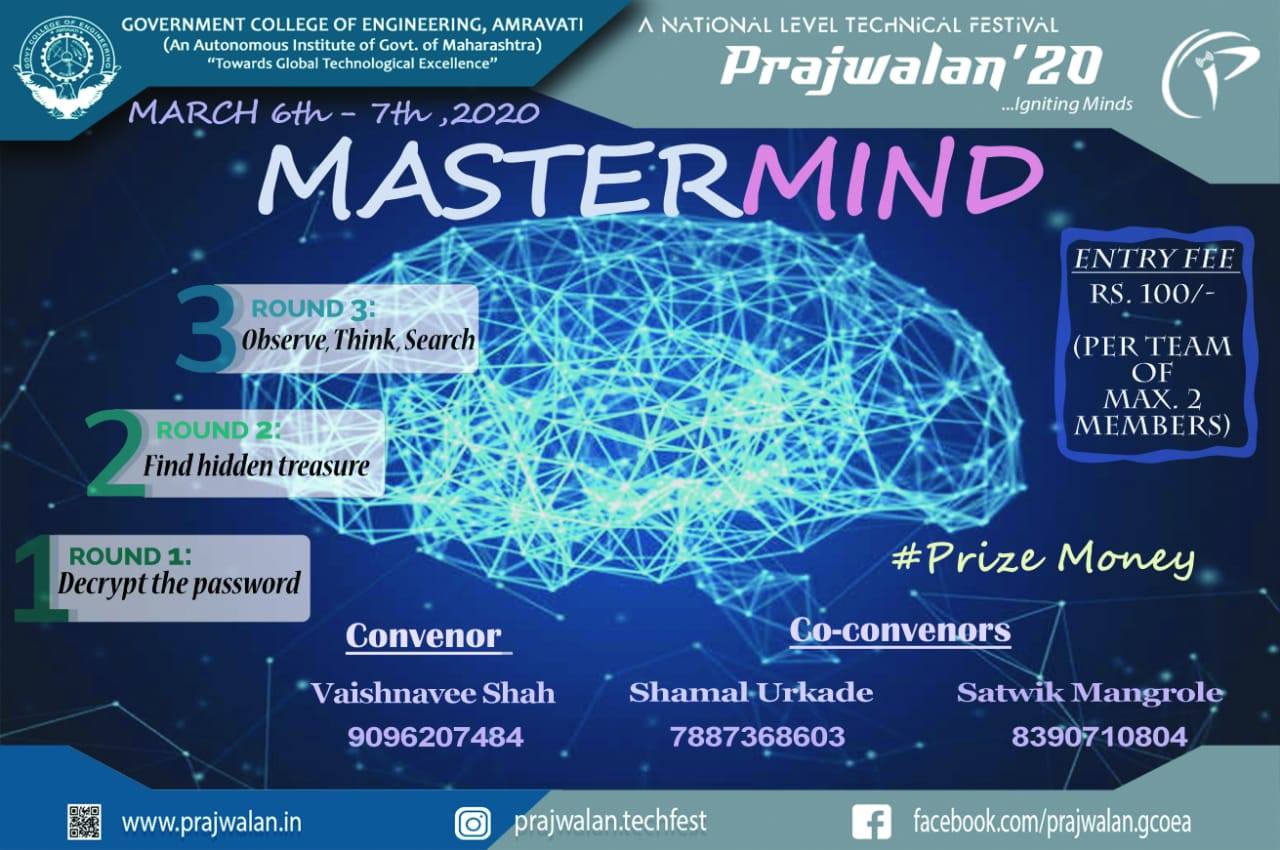 GOVERNMENT COLLEGE OF ENGINEERING, AMRAVATI
(An Autonomous Institute of Govt. of Maharashtra)
“Towards Global Technological Excellence”
A NATIONAL LEVEL TECHNICAL FESTIVAL
Prajwalan'20
...Igniting Minds
MARCH 6th - 7th ,2020
MASTERMIND
ENTRY FEE
RS. 100/-
(PER TEAM
OF
MAX. 2
MEMBERS)
3 ROUND 3:
Observe, Think, Search
2 ROUND 2:
Find hidden treasure
1 ROUND 1:
Decrypt the password
#Prize Money
Convenor
Vaishnavee Shah
9096207484
Co-convenors
Shamal Urkade
7887368603
Satwik Mangrole
8390710804
www.prajwalan.in
prajwalan.techfest
facebook.com/prajwalan.gcoea